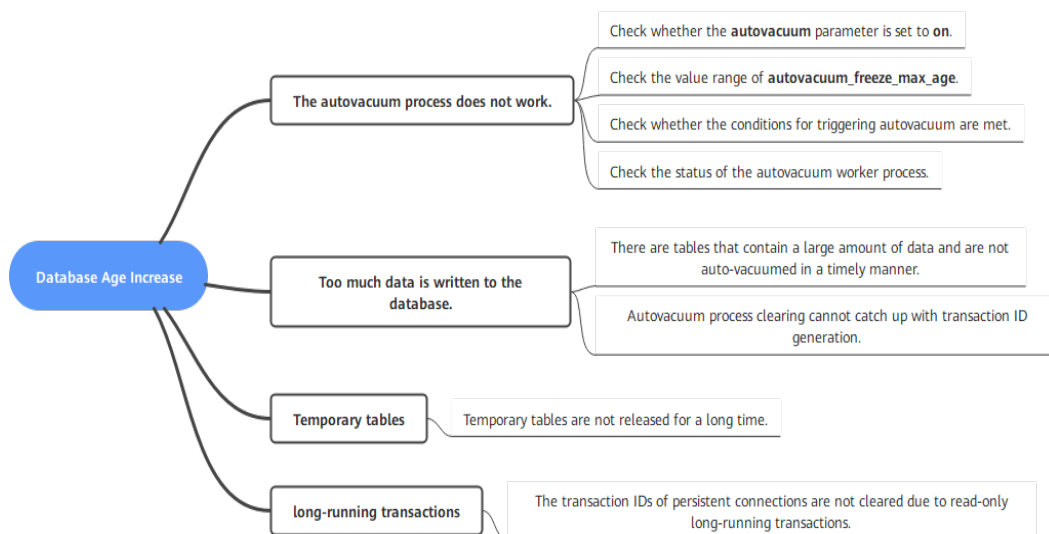 Database Age Increase
The autovacuum process does not work.
Check whether the autovacuum parameter is set to on.
Check the value range of autovacuum_freeze_max_age.
Check whether the conditions for triggering autovacuum are met.
Check the status of the autovacuum worker process.
Too much data is written to the
database.
There are tables that contain a large amount of data and are not
auto-vacuumed in a timely manner.
Autovacuum process clearing cannot catch up with transaction ID
generation.
Temporary tables
Temporary tables are not released for a long time.
long-running transactions
The transaction IDs of persistent connections are not cleared due to read-only
long-running transactions.